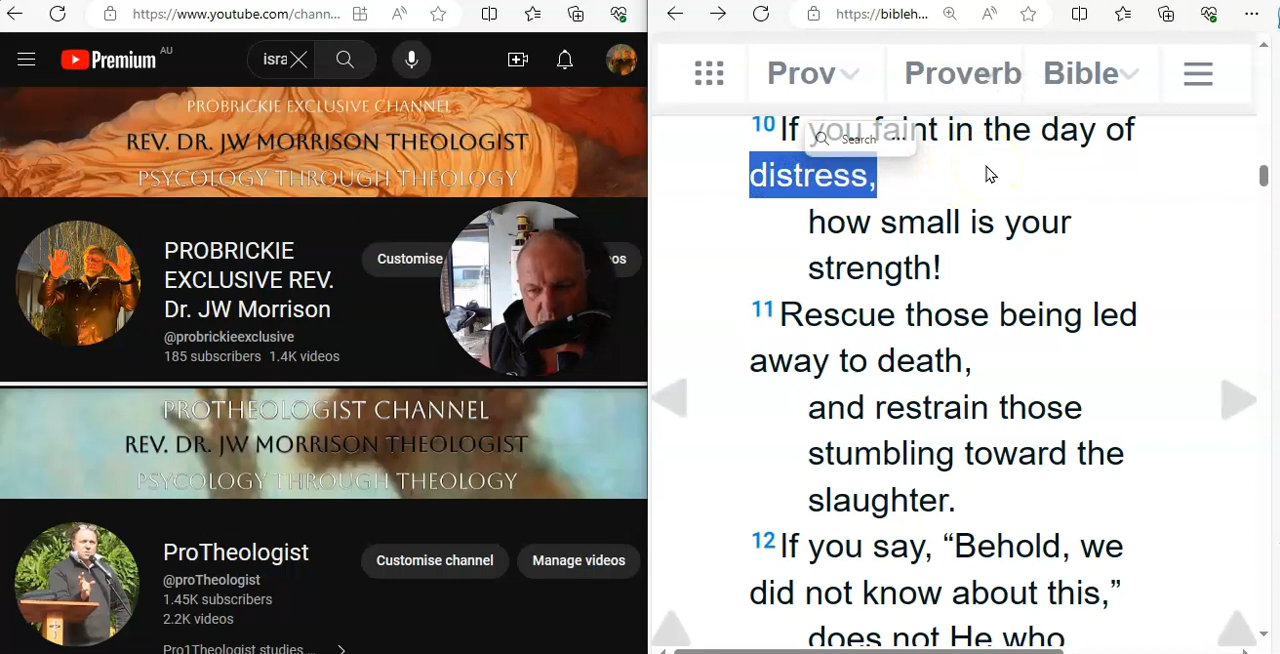 https://www.youtube.com/chann...
Premium AU
isra
PROBRICKIE EXCLUSIVE CHANNEL
REV. DR. JW MORRISON THEOLOGIST
PSYCOLOGY THROUGH THEOLOGY
PROBRICKIE
EXCLUSIVE REV.
Dr. JW Morrison
@probrickieexclusive
185 subscribers 1.4K videos
Customise
os
PROTHEOLOGIST CHANNEL
REV. DR. JW MORRISON THEOLOGIST
PSYCOLOGY THROUGH THEOLOGY
ProTheologist
@proTheologist
1.45K subscribers
2.2K videos
Pro1Theologist studies ...
Customise channel
Manage videos
https://bibleh...
Prov Proverb Bible
10 If you faint in the day of
Search
distress,
how small is your
strength!
11 Rescue those being led
away to death,
and restrain those
stumbling toward the
slaughter.
12 If you say, “Behold, we
did not know about this,”
does not He who